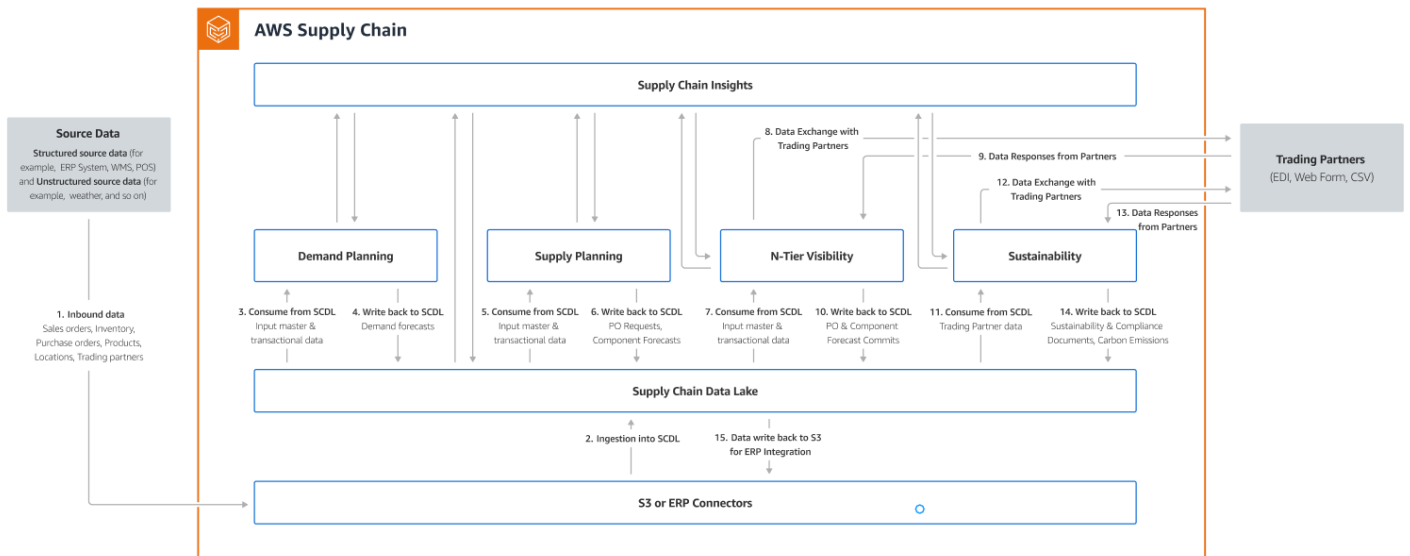 AWS Supply Chain
Supply Chain Insights
Source Data
Structured source data (for
example, ERP System, WMS, POS)
and Unstructured source data (for
example, weather, and so on)
8. Data Exchange with
Trading Partners
9. Data Responses from Partners
12. Data Exchange with
Trading Partners
13. Data Responses
from Partners
Trading Partners
(EDI, Web Form, CSV)
Demand Planning
Supply Planning
N-Tier Visibility
Sustainability
1. Inbound data
Sales orders, Inventory,
Purchase orders, Products,
Locations, Trading partners
3. Consume from SCDL
Input master &
transactional data
4. Write back to SCDL
Demand forecasts
5. Consume from SCDL
Input master &
transactional data
6. Write back to SCDL
PO Requests,
Component Forecasts
7. Consume from SCDL
Input master &
transactional data
10. Write back to SCDL
PO & Component
Forecast Commits
11. Consume from SCDL
Trading Partner data
14. Write back to SCDL
Sustainability & Compliance
Documents, Carbon Emissions
Supply Chain Data Lake
2. Ingestion into SCDL
15. Data write back to S3
for ERP Integration
S3 or ERP Connectors